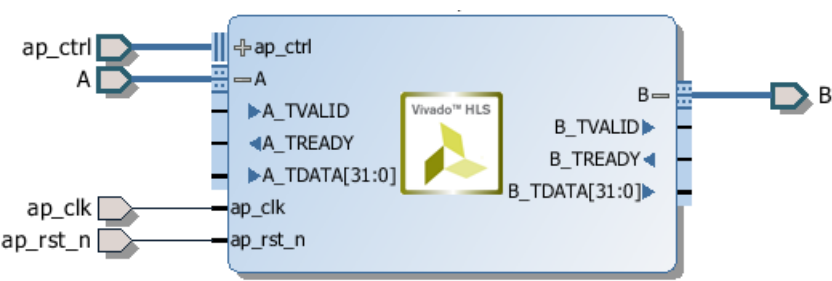 ap_ctrl
A
ap_clk
ap_rst_n
ap_ctrl
A
A_TVALID
A_TREADY
A_TDATA[31:0]
ap_clk
ap_rst_n
Vivado™ HLS
B
B_TVALID
B_TREADY
B_TDATA[31:0]
B